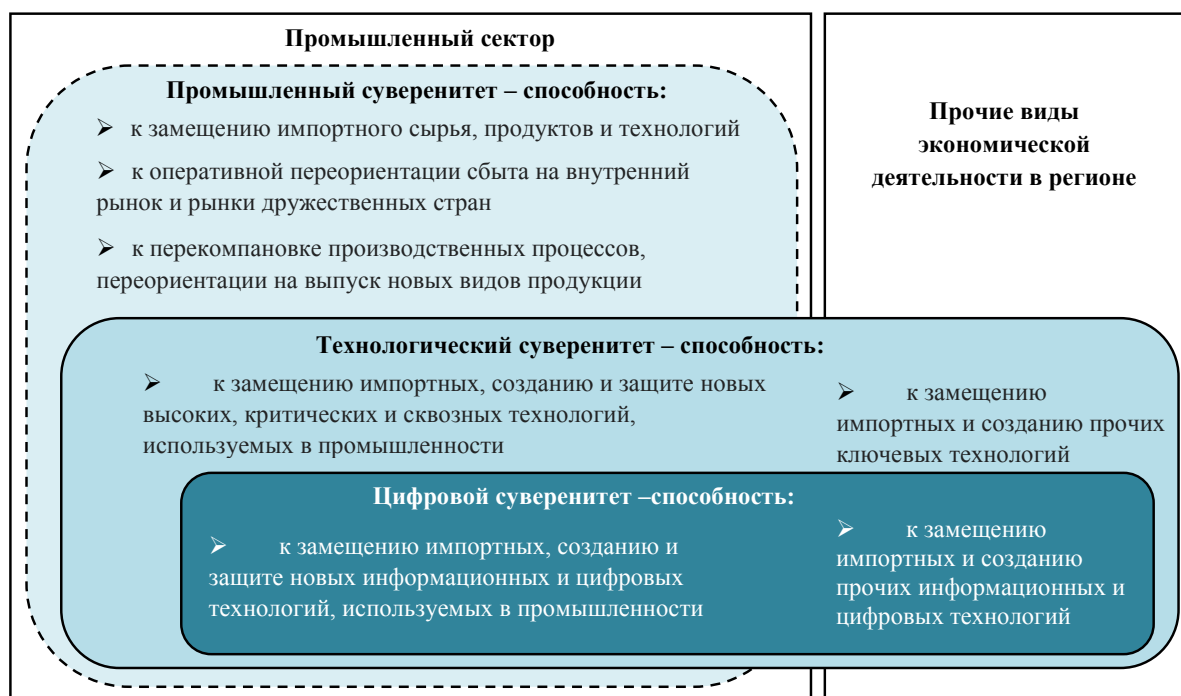 Промышленный сектор
Промышленный суверенитет – способность:
➢ к замещению импортного сырья, продуктов и технологий
➢ к оперативной переориентации сбыта на внутренний
рынок и рынки дружественных стран
➢ к перекомпановке производственных процессов,
переориентации на выпуск новых видов продукции
Прочие виды
экономической
деятельности в регионе
Технологический суверенитет – способность:
➢ к замещению импортных, созданию и защите новых
высоких, критических и сквозных технологий,
используемых в промышленности
➢ к замещению
импортных и созданию прочих
ключевых технологий
Цифровой суверенитет –способность:
➢ к замещению импортных, созданию и
защите новых информационных и цифровых
технологий, используемых в промышленности
➢ к замещению
импортных и созданию
прочих информационных и
цифровых технологий